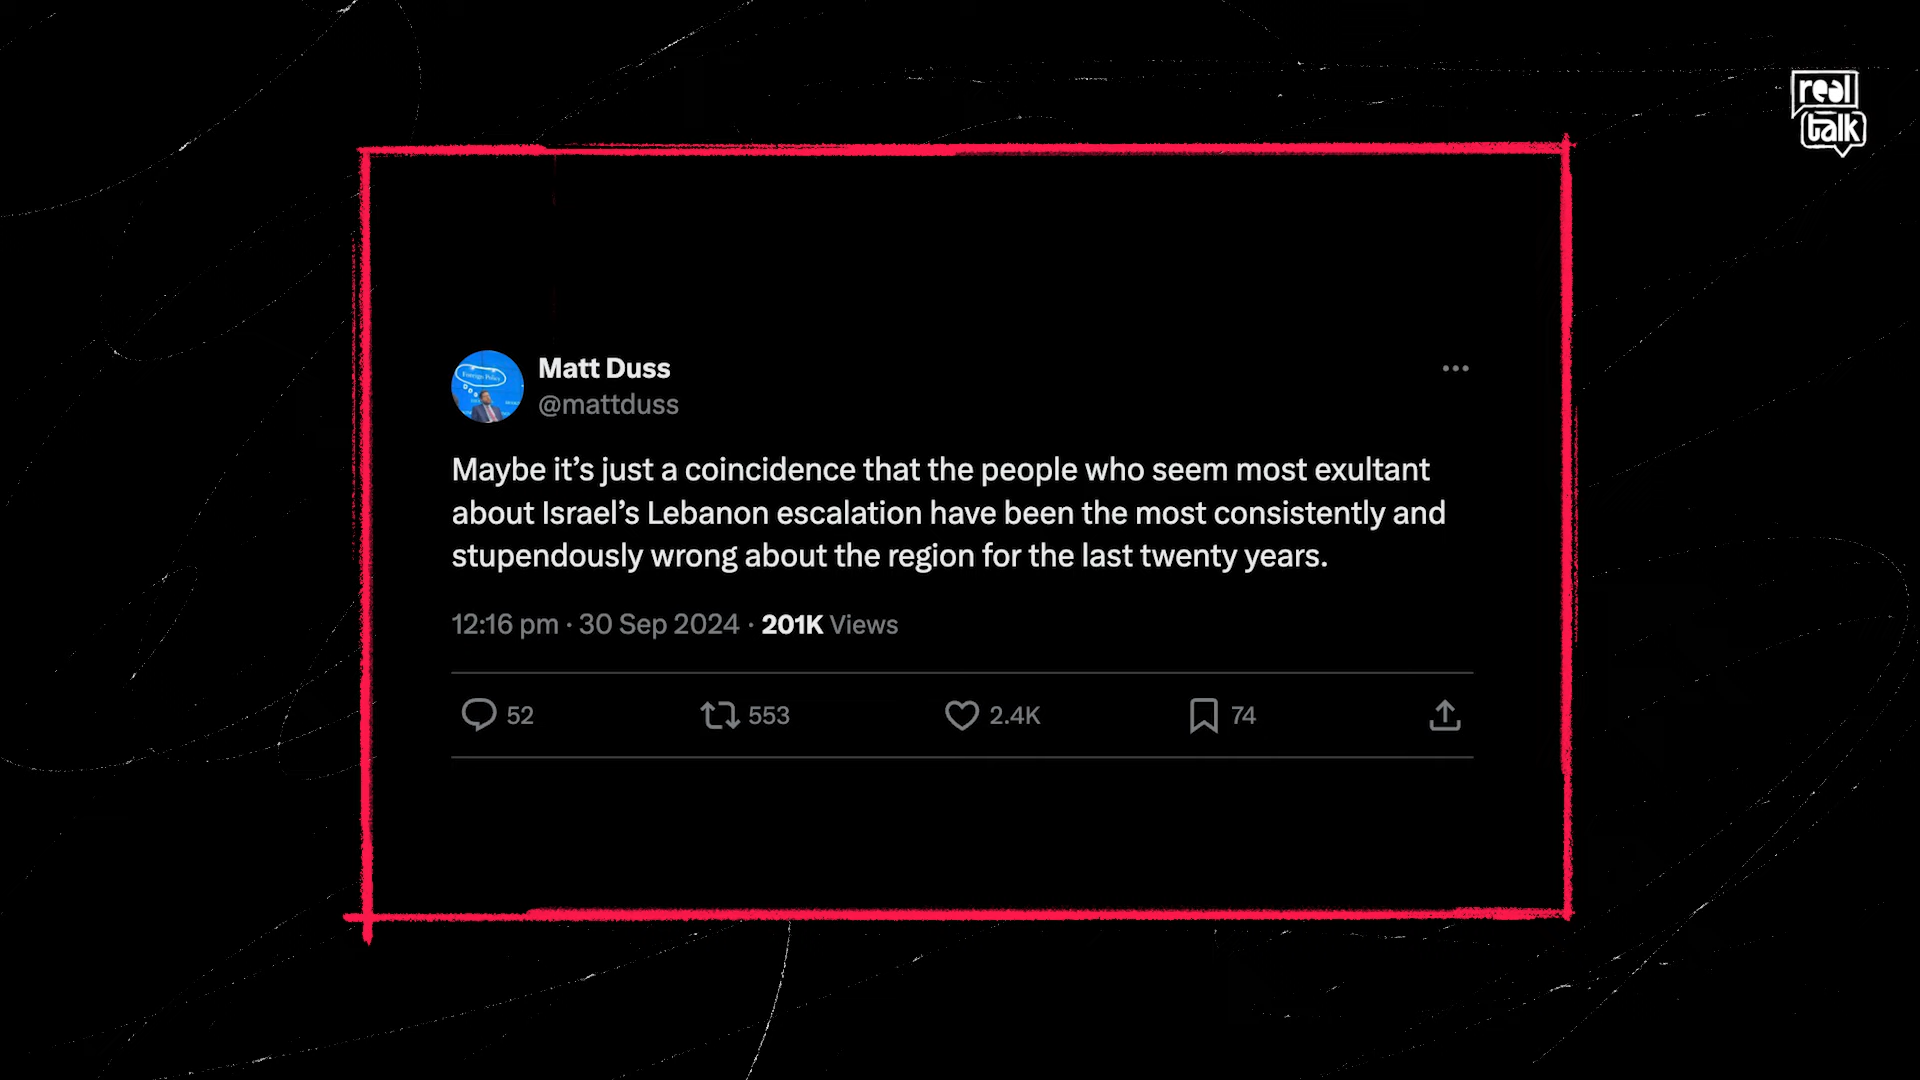 real
talk
Matt Duss
@mattduss
Maybe it’s just a coincidence that the people who seem most exultant
about Israel’s Lebanon escalation have been the most consistently and
stupendously wrong about the region for the last twenty years.
12:16 pm · 30 Sep 2024 · 201K Views
52 553 2.4K 74
Foreign Policy